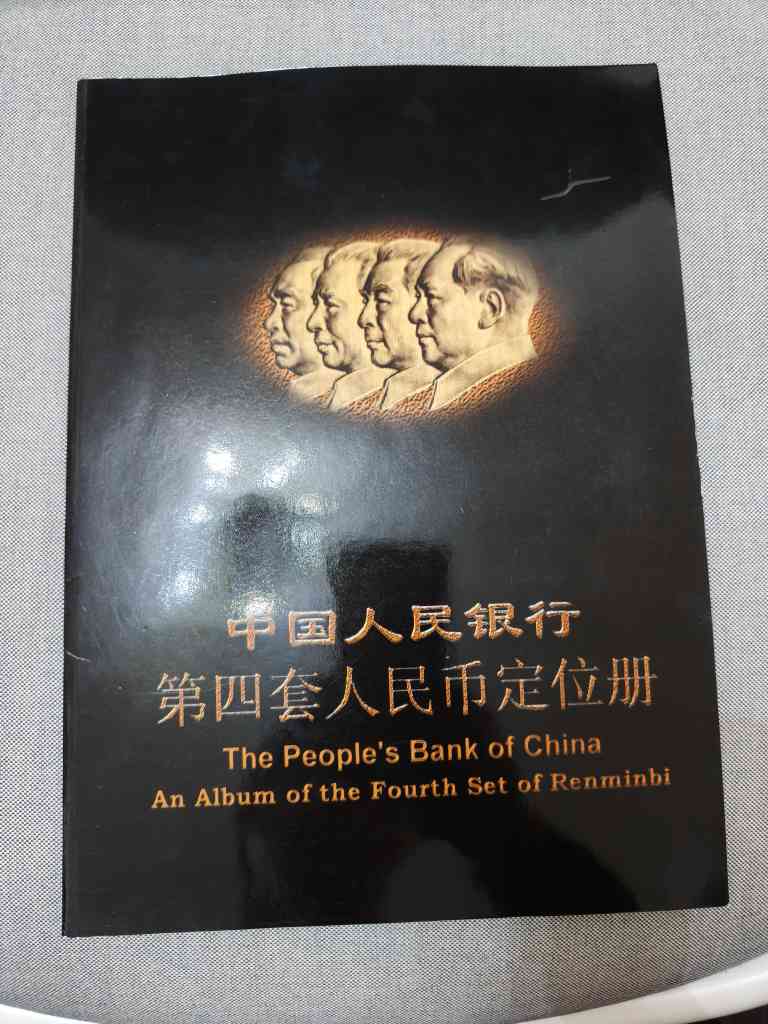 中国人民银行
第四套人民币定位册
The People's Bank of China
An Album of the Fourth Set of Renminbi